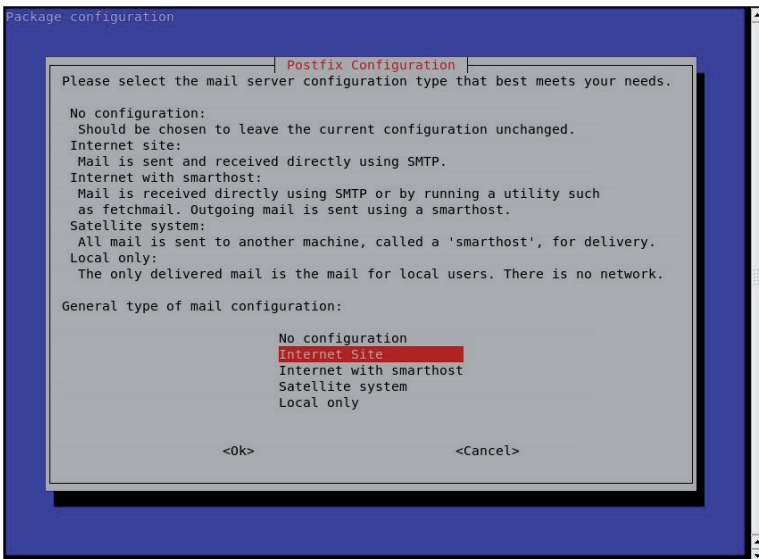 Package configuration
Postfix Configuration
Please select the mail server configuration type that best meets your needs.
No configuration:
Should be chosen to leave the current configuration unchanged.
Internet site:
Mail is sent and received directly using SMTP.
Internet with smarthost:
Mail is received directly using SMTP or by running a utility such
as fetchmail. Outgoing mail is sent using a smarthost.
Satellite system:
All mail is sent to another machine, called a 'smarthost', for delivery.
Local only:
The only delivered mail is the mail for local users. There is no network.
General type of mail configuration:
No configuration
Internet Site
Internet with smarthost
Satellite system
Local only
<Ok> <Cancel>